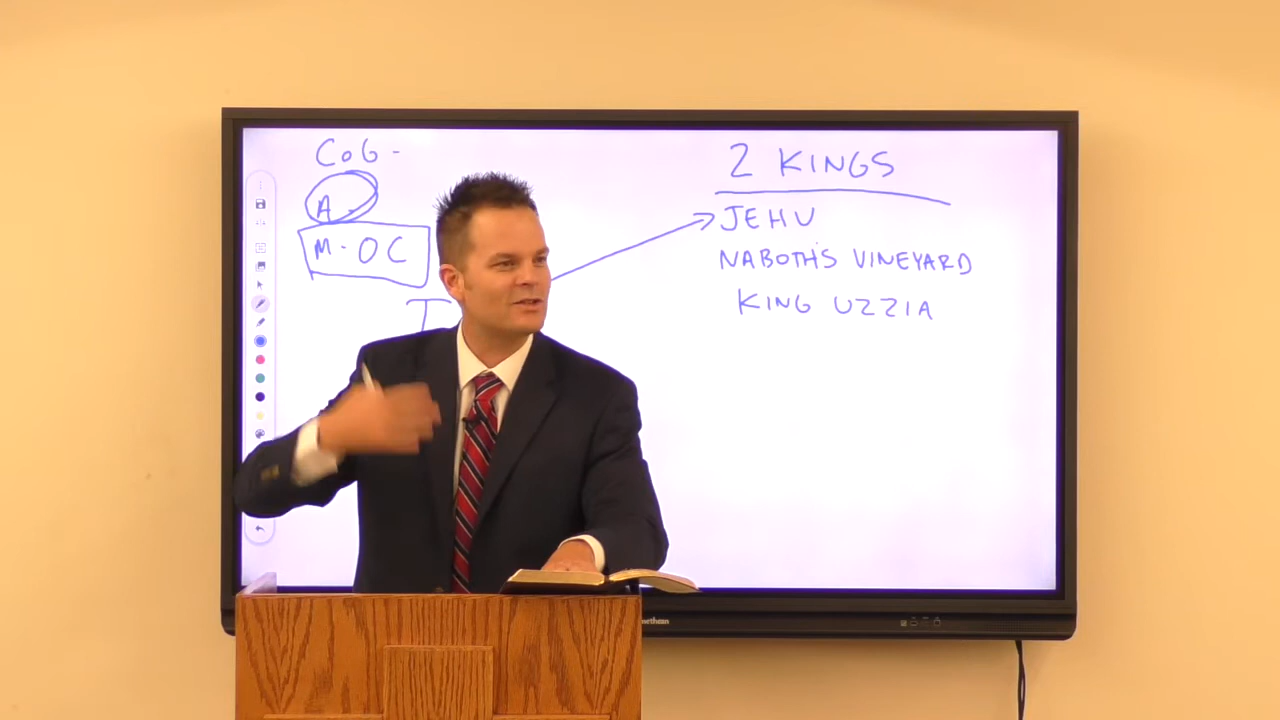 CoG -
A.
M- OC
T
2 KINGS
JEHU
NABOTH'S VINEYARD
KING UZZIA